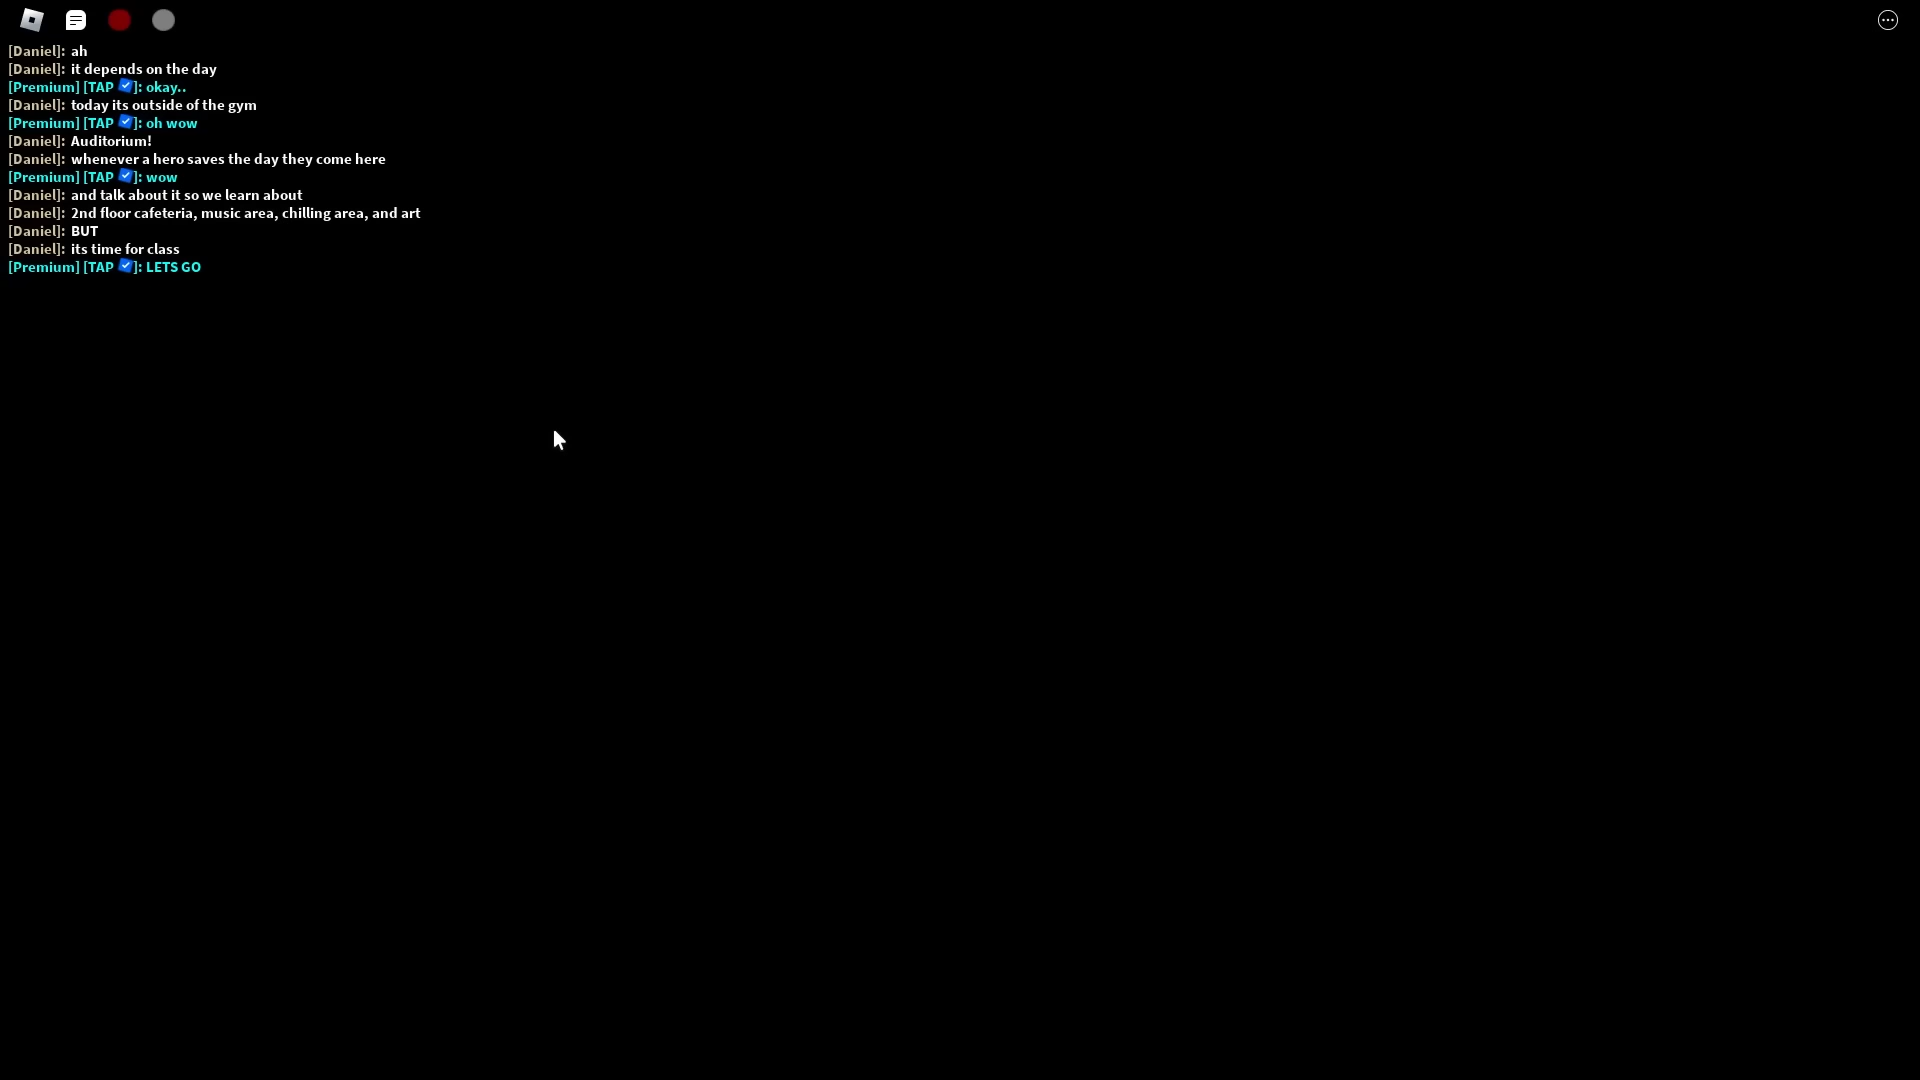 [Daniel]: ah
[Daniel]: it depends on the day
[Premium] [TAP ☑️]: okay..
[Daniel]: today its outside of the gym
[Premium] [TAP ☑️]: oh wow
[Daniel]: Auditorium!
[Daniel]: whenever a hero saves the day they come here
[Premium] [TAP ☑️]: wow
[Daniel]: and talk about it so we learn about
[Daniel]: 2nd floor cafeteria, music area, chilling area, and art
[Daniel]: BUT
[Daniel]: its time for class
[Premium] [TAP ☑️]: LETS GO